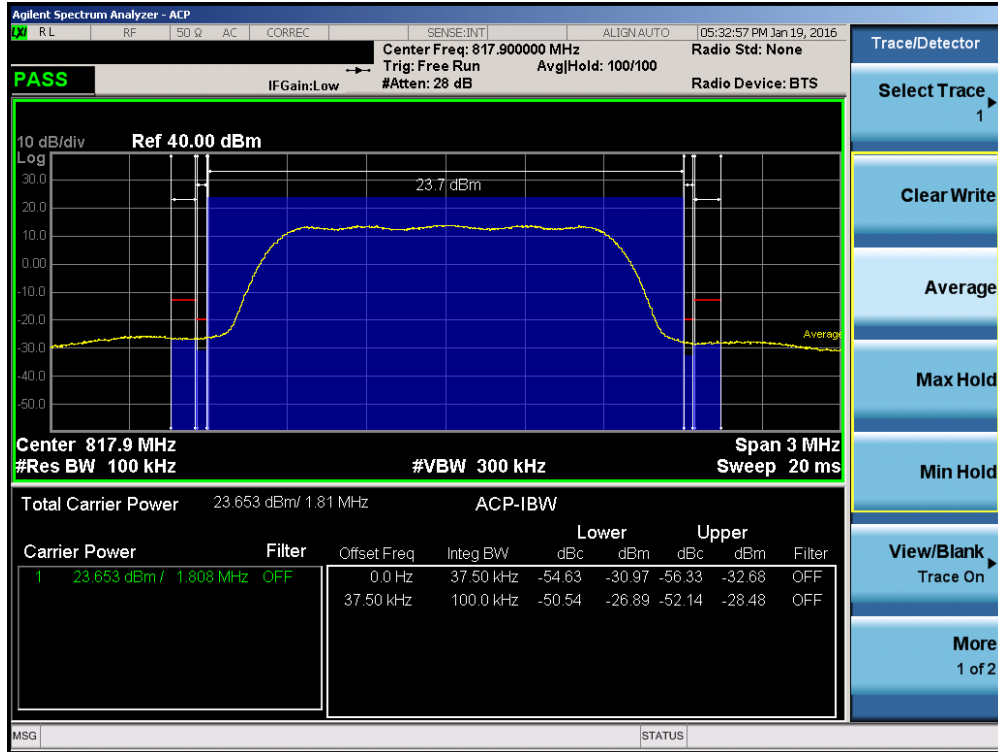 Agilent Spectrum Analyzer - ACP
LXI RL RF 50 Ω AC CORREC SENSE:INT ALIGN AUTO 05:32:57 PM Jan 19, 2016
Center Freq: 817.900000 MHz Radio Std: None
Trig: Free Run Avg|Hold: 100/100
PASS IFGain:Low #Atten: 28 dB Radio Device: BTS
10 dB/div Ref 40.00 dBm
Log
30.0
23.7 dBm
20.0
10.0
0.00
-10.0
-20.0
Average
-30.0
-40.0
-50.0
Center 817.9 MHz Span 3 MHz
#Res BW 100 kHz #VBW 300 kHz Sweep 20 ms
Total Carrier Power 23.653 dBm/ 1.81 MHz ACP-IBW
Lower Upper
Carrier Power Filter Offset Freq Integ BW dBc dBm dBc dBm Filter
1 23.653 dBm / 1.808 MHz OFF 0.0 Hz 37.50 kHz -54.63 -30.97 -56.33 -32.68 OFF
37.50 kHz 100.0 kHz -50.54 -26.89 -52.14 -28.48 OFF
MSG STATUS
Trace/Detector
Select Trace
1
Clear Write
Average
Max Hold
Min Hold
View/Blank
Trace On
More
1 of 2